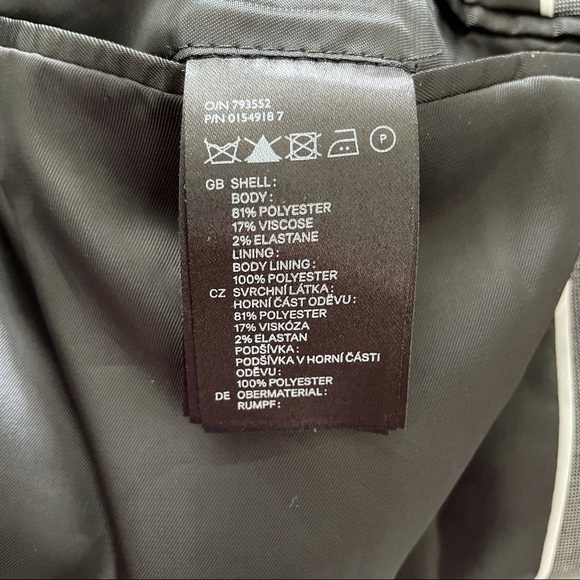 O/N 793552
P/N 0154918 7
P
GB SHELL:
BODY:
81% POLYESTER
17% VISCOSE
2% ELASTANE
LINING:
BODY LINING:
100% POLYESTER
CZ SVRCHNÍ LÁTKA:
HORNÍ ČÁST ODĚVU:
81% POLYESTER
17% VISKÓZA
2% ELASTAN
PODŠÍVKA:
PODŠÍVKA V HORNÍ ČÁSTI
ODĚVU:
100% POLYESTER
DE OBERMATERIAL:
RUMPF: